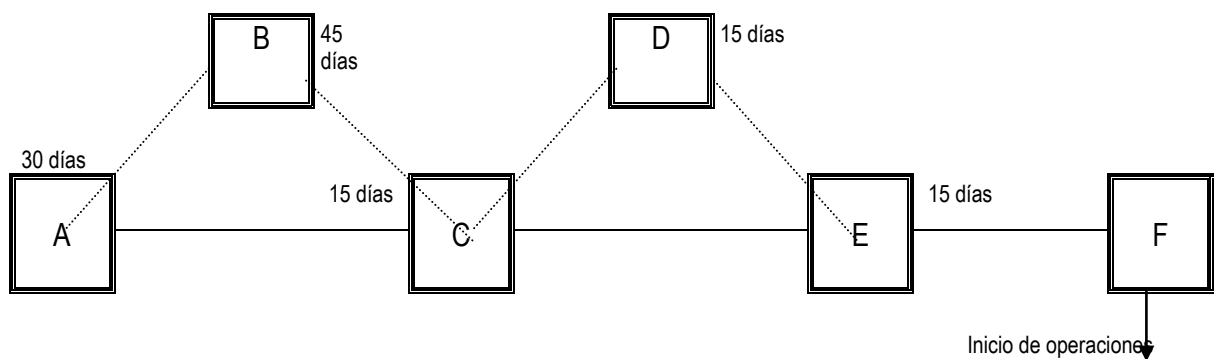 B
45
días
D
15 días
30 días
A
15 días
C
E
15 días
F
Inicio de operaciones